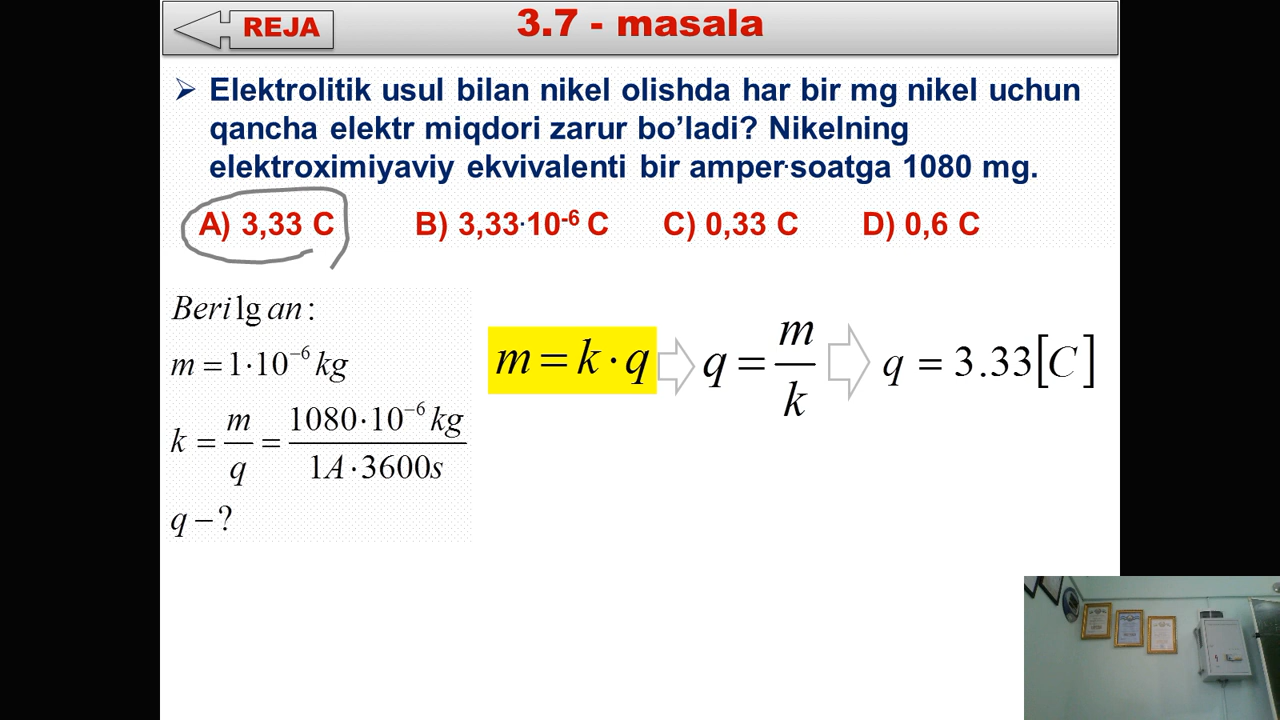 REJA
3.7 - masala
➢ Elektrolitik usul bilan nikel olishda har bir mg nikel uchun
qancha elektr miqdori zarur bo’ladi? Nikelning
elektroximiyaviy ekvivalenti bir amper·soatga 1080 mg.
A) 3,33 C B) 3,33·10⁻⁶ C C) 0,33 C D) 0,6 C
Berilgan:
m = 1·10⁻⁶ kg
k = m/q = 1080·10⁻⁶ kg / 1A·3600s
q − ?
m = k · q ⇨ q = m/k ⇨ q = 3.33[C]